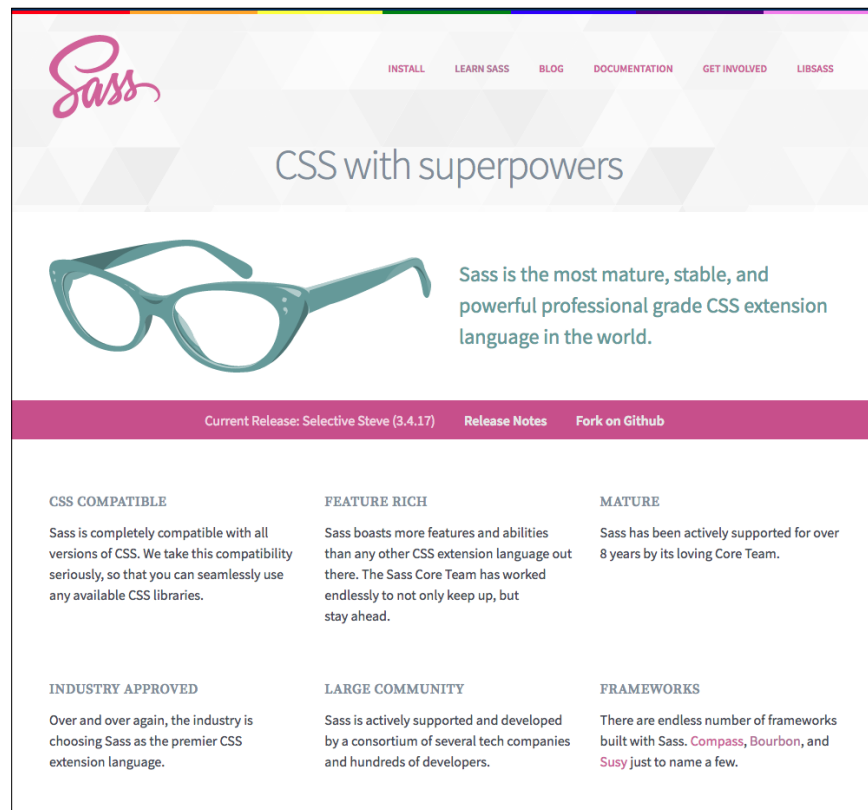 Sass
INSTALL LEARN SASS BLOG DOCUMENTATION GET INVOLVED LIBSASS
CSS with superpowers
Sass is the most mature, stable, and
powerful professional grade CSS extension
language in the world.
Current Release: Selective Steve (3.4.17) Release Notes Fork on Github
CSS COMPATIBLE
Sass is completely compatible with all
versions of CSS. We take this compatibility
seriously, so that you can seamlessly use
any available CSS libraries.
FEATURE RICH
Sass boasts more features and abilities
than any other CSS extension language out
there. The Sass Core Team has worked
endlessly to not only keep up, but
stay ahead.
MATURE
Sass has been actively supported for over
8 years by its loving Core Team.
INDUSTRY APPROVED
Over and over again, the industry is
choosing Sass as the premier CSS
extension language.
LARGE COMMUNITY
Sass is actively supported and developed
by a consortium of several tech companies
and hundreds of developers.
FRAMEWORKS
There are endless number of frameworks
built with Sass. Compass, Bourbon, and
Susy just to name a few.